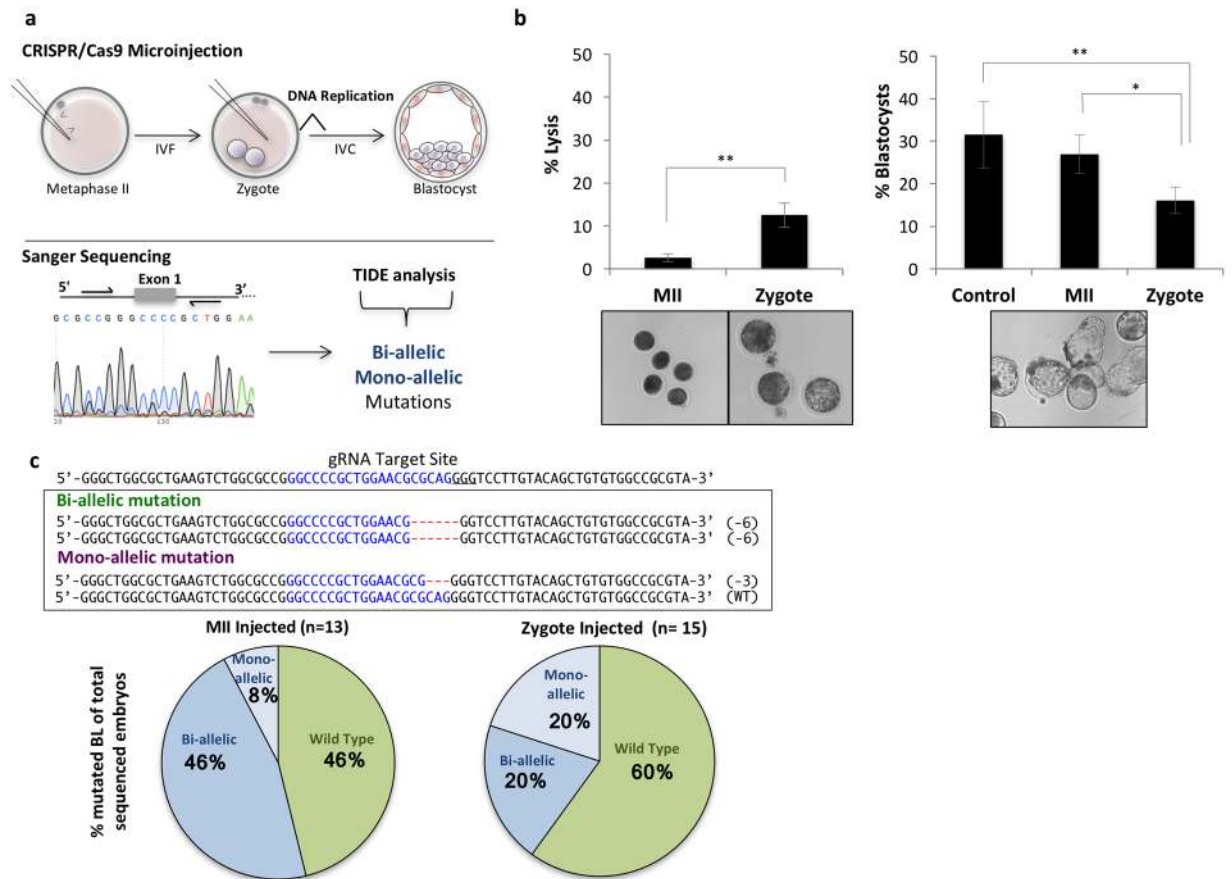 a
CRISPR/Cas9 Microinjection
DNA Replication
IVF
IVC
Metaphase II
Zygote
Blastocyst
Sanger Sequencing
5' Exon 1 3'
GCGCCGGGCCCCGCTGGAA
20
130
TIDE analysis
Bi-allelic
Mono-allelic
Mutations
b
% Lysis
50
40
30
20
10
0
**
MII Zygote
% Blastocysts
50
40
30
20
10
0
**
*
Control MII Zygote
c
gRNA Target Site
5'-GGGCTGGCGCTGAAGTCTGGCGCCGGGCCCCGCTGGAACGCGCAGGGGTCCTTGTACAGCTGTGTGGCCGCGTA-3'
Bi-allelic mutation
5'-GGGCTGGCGCTGAAGTCTGGCGCCGGGCCCCGCTGGAACG------GGTCCTTGTACAGCTGTGTGGCCGCGTA-3' (-6)
5'-GGGCTGGCGCTGAAGTCTGGCGCCGGGCCCCGCTGGAACG------GGTCCTTGTACAGCTGTGTGGCCGCGTA-3' (-6)
Mono-allelic mutation
5'-GGGCTGGCGCTGAAGTCTGGCGCCGGGCCCCGCTGGAACGCG---GGGTCCTTGTACAGCTGTGTGGCCGCGTA-3' (-3)
5'-GGGCTGGCGCTGAAGTCTGGCGCCGGGCCCCGCTGGAACGCGCAGGGGTCCTTGTACAGCTGTGTGGCCGCGTA-3' (WT)
% mutated BL of total
sequenced embryos
MII Injected (n=13)
Mono-
allelic
8%
Bi-allelic
46%
Wild Type
46%
Zygote Injected (n= 15)
Mono-
allelic
20%
Bi-allelic
20%
Wild Type
60%